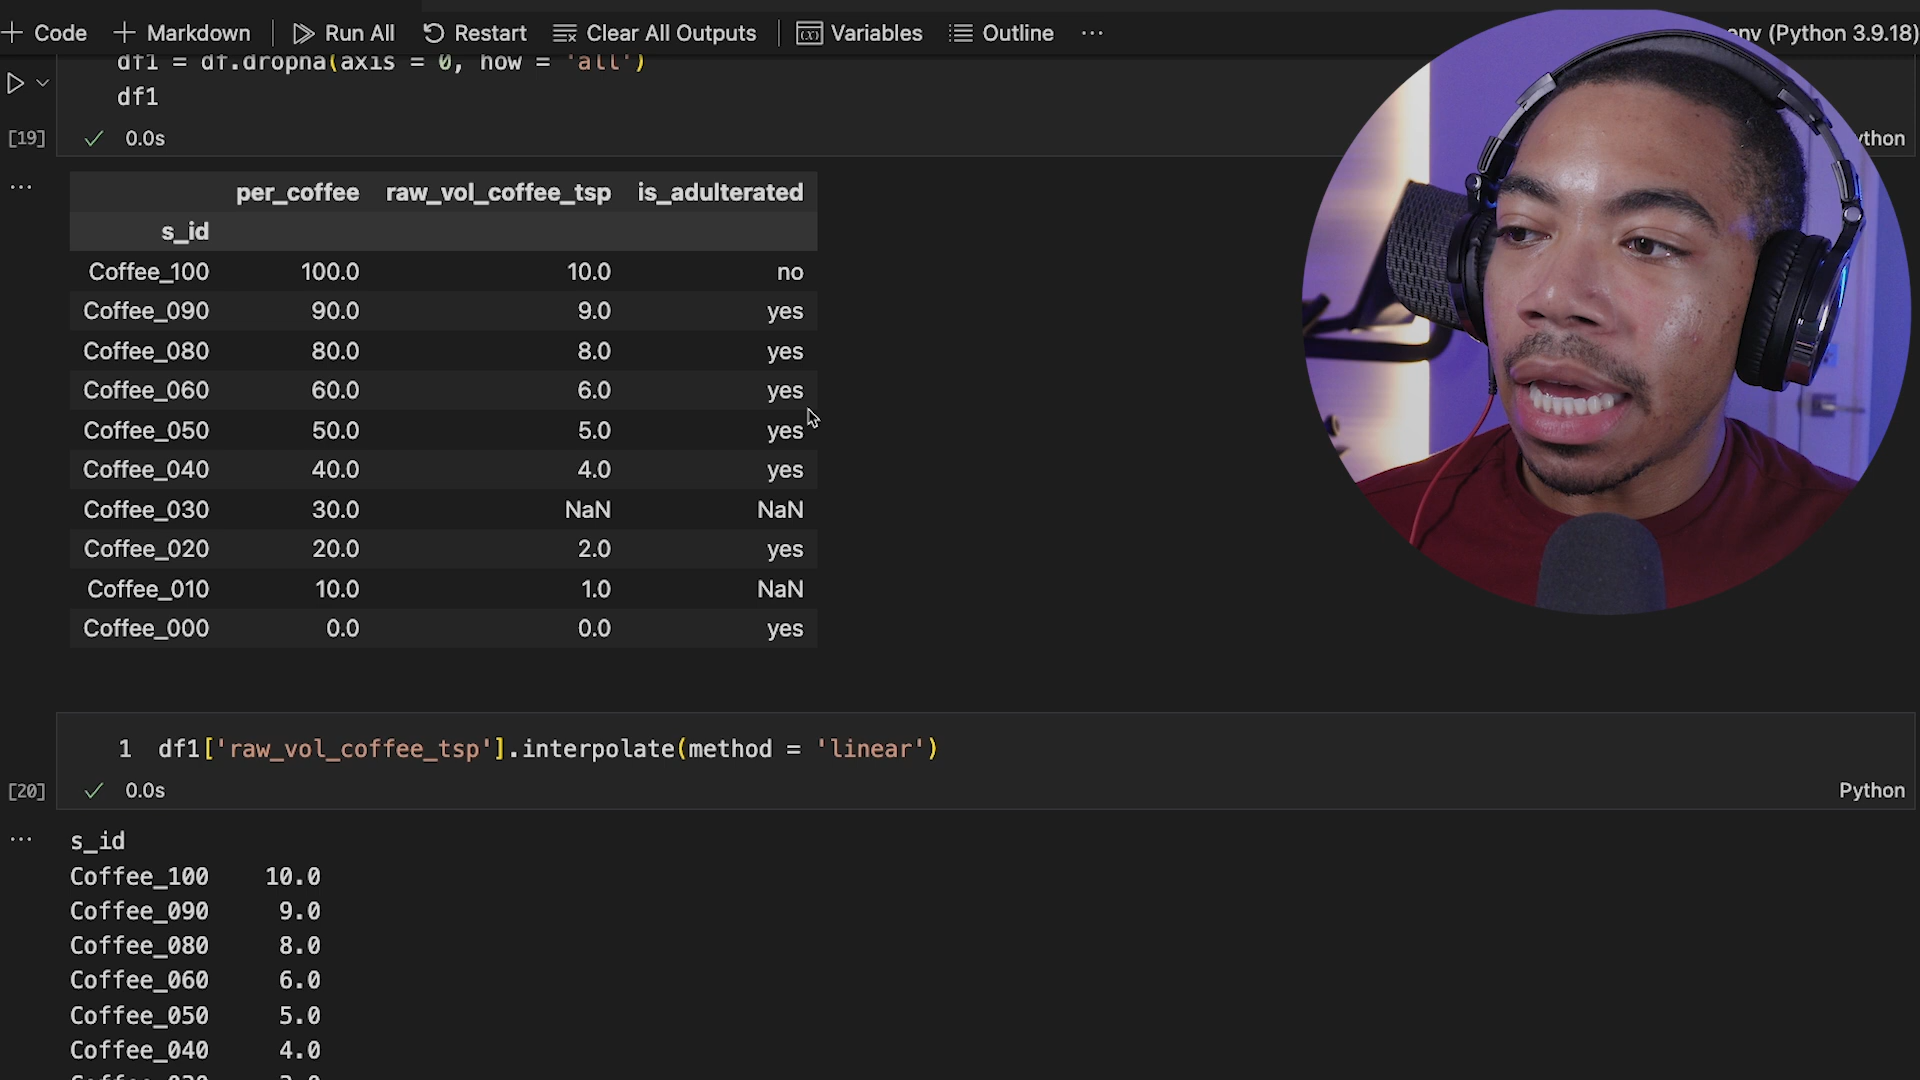 Code Markdown Run All Restart Clear All Outputs Variables Outline ... env (Python 3.9.18)
df1 = df.dropna(axis = 0, how = 'all')
df1
[19] 0.0s
... per_coffee raw_vol_coffee_tsp is_adulterated
s_id
Coffee_100 100.0 10.0 no
Coffee_090 90.0 9.0 yes
Coffee_080 80.0 8.0 yes
Coffee_060 60.0 6.0 yes
Coffee_050 50.0 5.0 yes
Coffee_040 40.0 4.0 yes
Coffee_030 30.0 NaN NaN
Coffee_020 20.0 2.0 yes
Coffee_010 10.0 1.0 NaN
Coffee_000 0.0 0.0 yes
1 df1['raw_vol_coffee_tsp'].interpolate(method = 'linear')
[20] 0.0s Python
... s_id
Coffee_100 10.0
Coffee_090 9.0
Coffee_080 8.0
Coffee_060 6.0
Coffee_050 5.0
Coffee_040 4.0